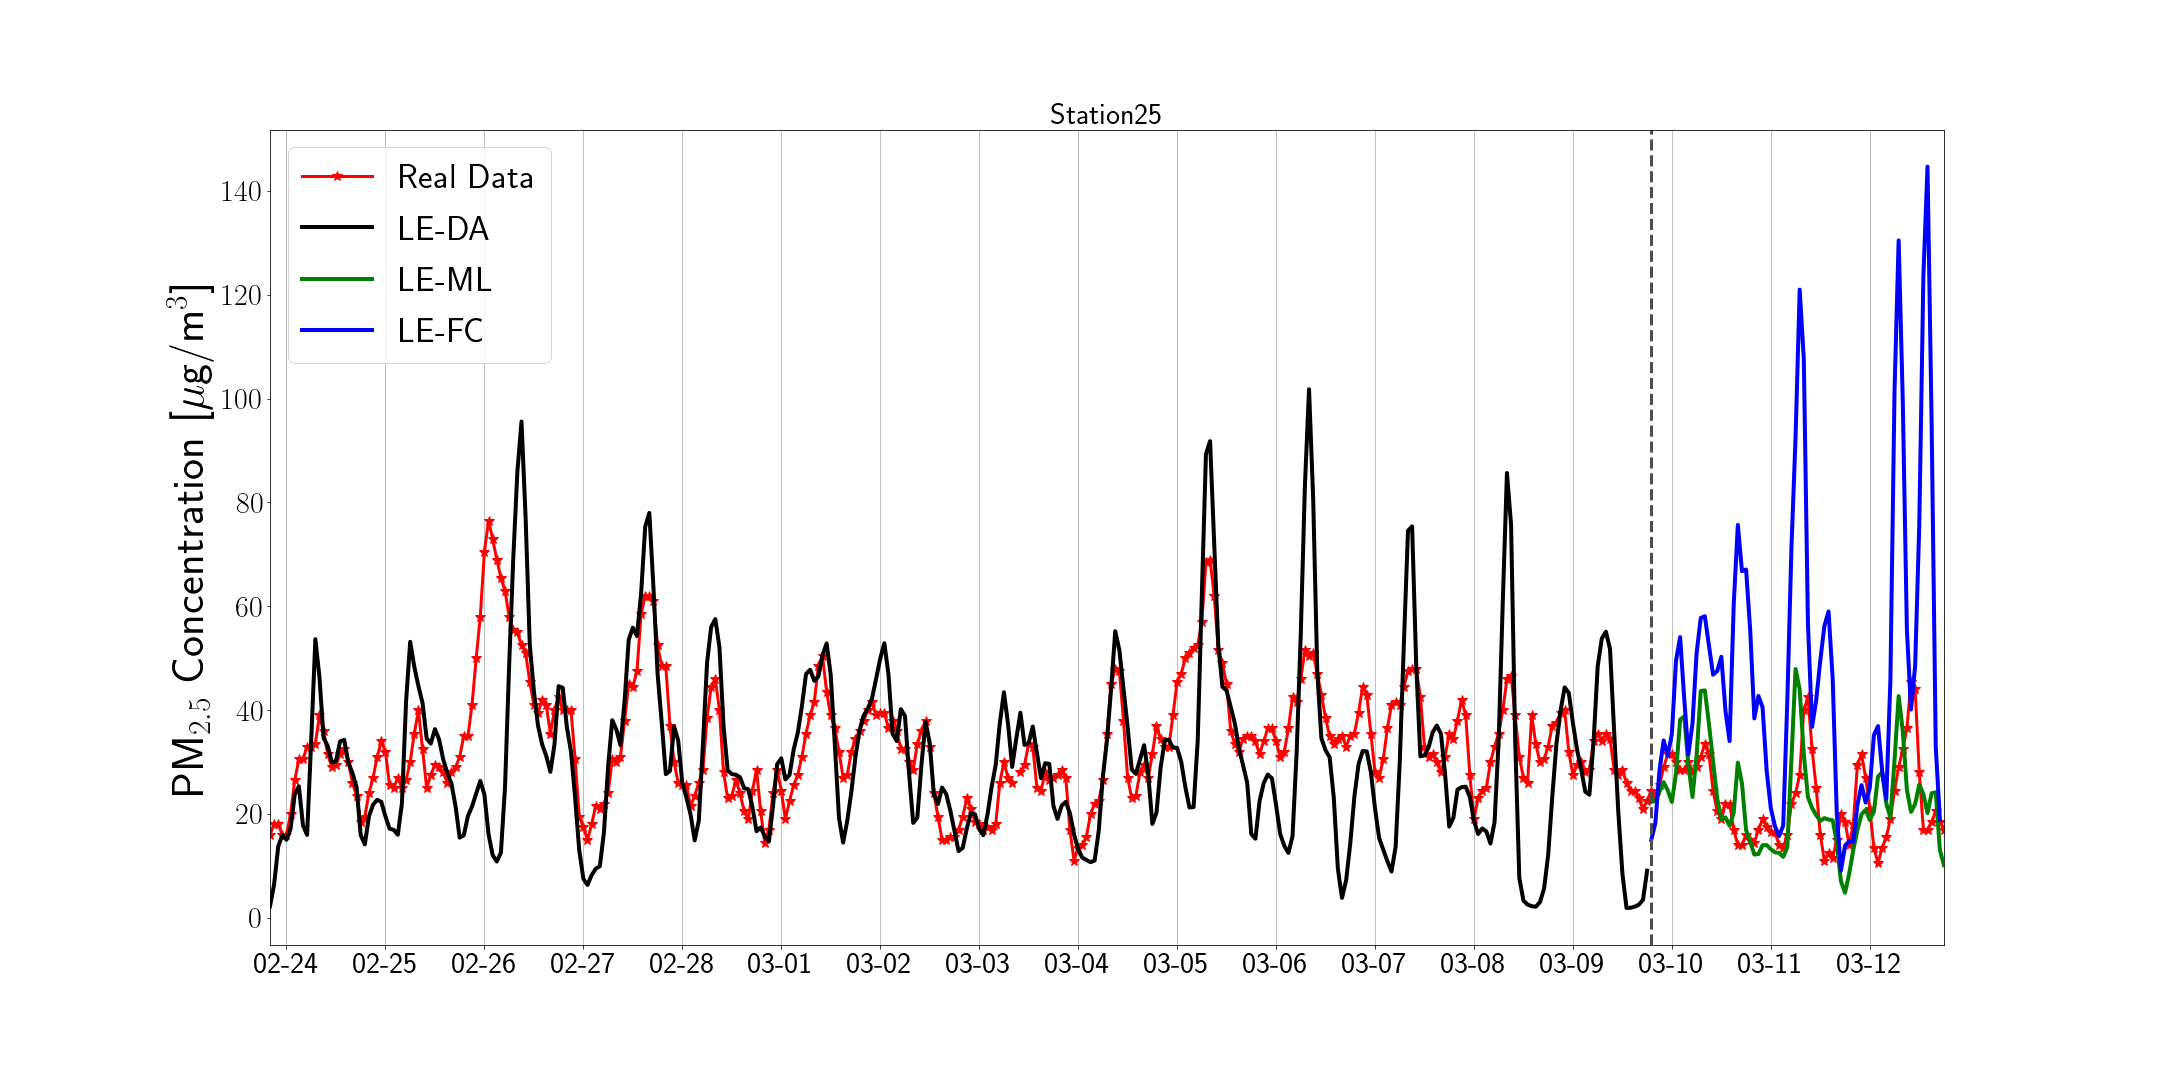 Station25
Real Data
LE-DA
LE-ML
LE-FC
PM2.5 Concentration [μg/m³]
140
120
100
80
60
40
20
0
02-24 02-25 02-26 02-27 02-28 03-01 03-02 03-03 03-04 03-05 03-06 03-07 03-08 03-09 03-10 03-11 03-12